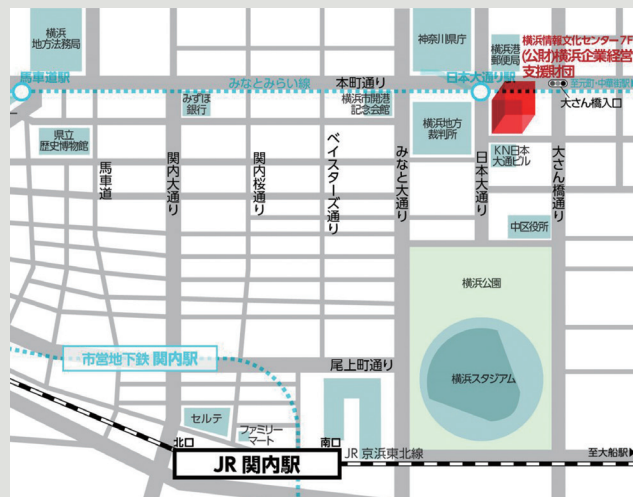 横浜
地方法務局
神奈川県庁
横浜港
郵便局
横浜情報文化センター7F
(公財)横浜企業経営
支援財団
馬車道駅
みなとみらい線
本町通り
日本大通り駅
至元町・中華街駅
みずほ
銀行
横浜市開港
記念会館
大さん橋入口
横浜地方
裁判所
県立
歴史博物館
KN日本
大通ビル
馬車道
関内大通り
関内桜通り
ベイスターズ通り
みなと大通り
日本大通り
大さん橋通り
中区役所
横浜公園
市営地下鉄 関内駅
尾上町通り
横浜スタジアム
セルテ
ファミリー
マート
北口
南口
JR 京浜東北線
至大船駅
JR 関内駅